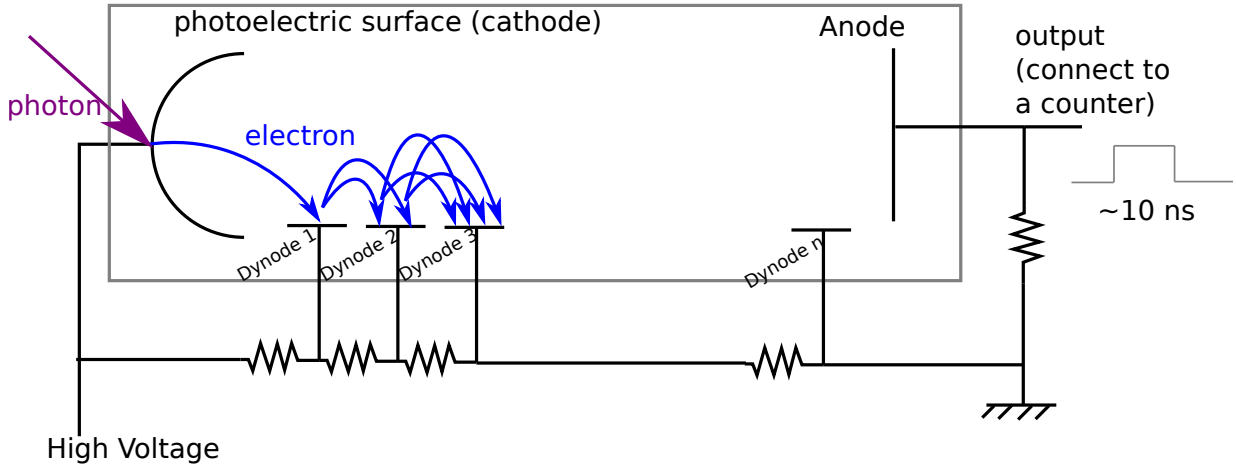 photoelectric surface (cathode)
Anode
output
(connect to
a counter)
photon
electron
~10 ns
Dynode 1
Dynode 2
Dynode 3
Dynode n
High Voltage